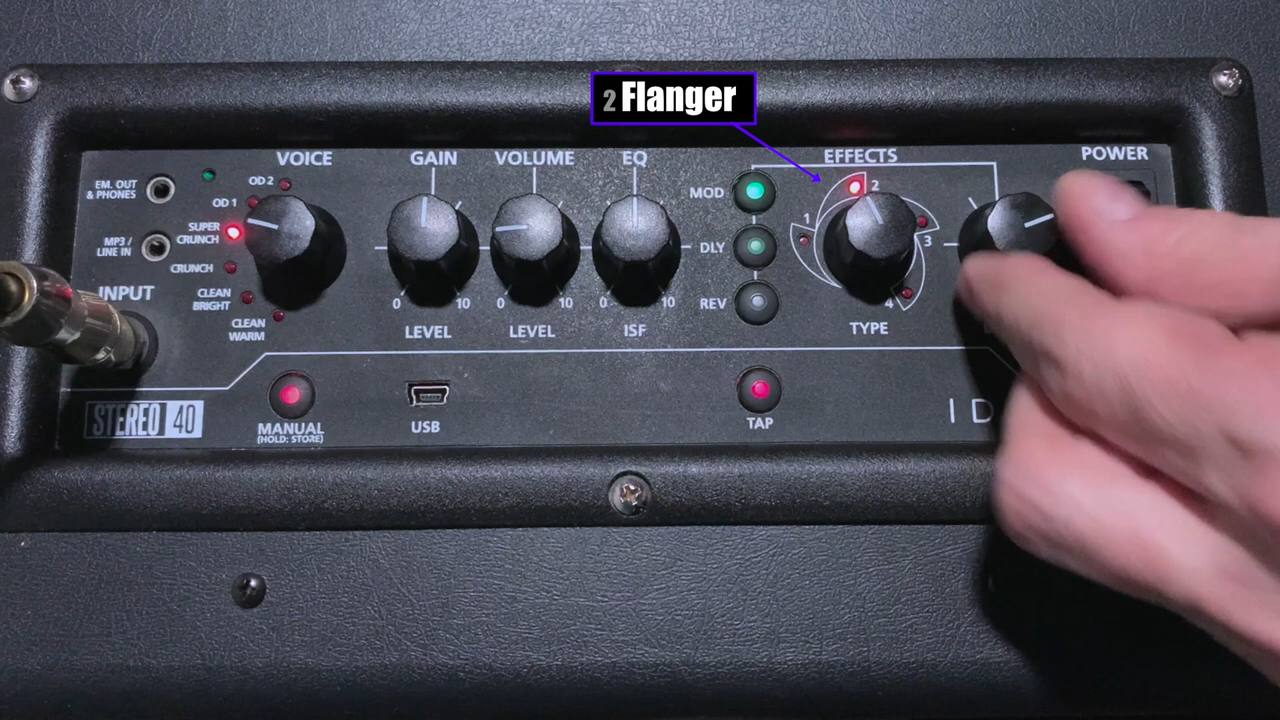 2 Flanger
VOICE
GAIN
VOLUME
EQ
EFFECTS
POWER
EM. OUT
& PHONES
MP3 /
LINE IN
INPUT
OD 2
OD 1
SUPER
CRUNCH
CRUNCH
CLEAN
BRIGHT
CLEAN
WARM
0 10
LEVEL
0 10
LEVEL
0 10
ISF
MOD
DLY
REV
1
2
3
4
TYPE
STEREO 40
MANUAL
(HOLD: STORE)
USB
TAP
ID